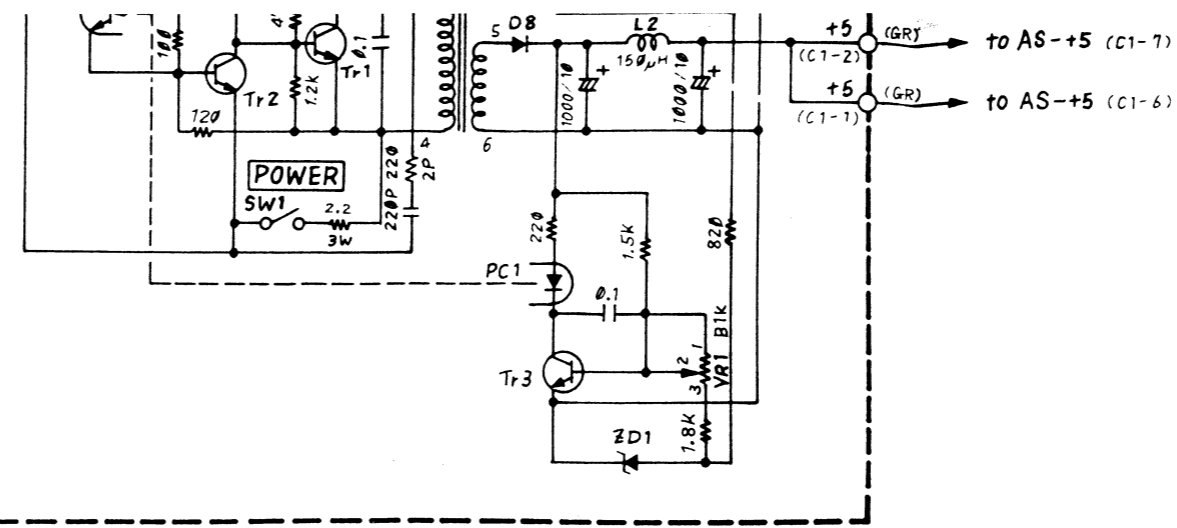 5
D8
L2
+5
(GR)
to AS-+5 (C1-7)
100
0.1
Tr1
1.2k
Tr2
150μH
(C1-2)
1000/10
+
1000/10
+
+5
(GR)
to AS-+5 (C1-6)
(C1-1)
120
4
6
POWER
220
2P
220P
SW1
2.2
3W
220
1.5K
820
PC1
0.1
B1k
1
2
VR1
3
Tr3
1.8K
ZD1